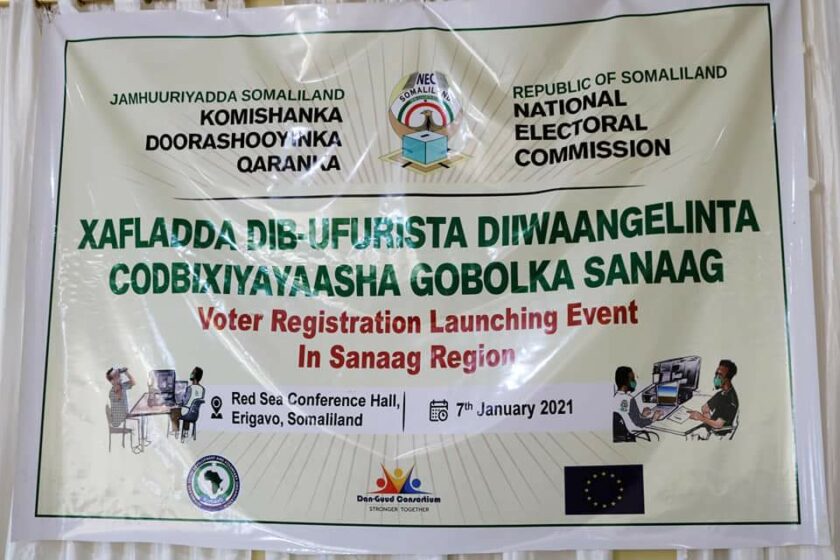 JAMHUURIYADDA SOMALILAND
KOMISHANKA
DOORASHOOYINKA
QARANKA
NEC
SOMALILAND
REPUBLIC OF SOMALILAND
NATIONAL
ELECTORAL
COMMISSION
XAFLADDA DIB-UFURISTA DIIWAANGELINTA
CODBIXIYAYAASHA GOBOLKA SANAAG
Voter Registration Launching Event
In Sanaag Region
Red Sea Conference Hall,
Erigavo, Somaliland
7th January 2021
Dan-Guud Consortium
STRONGER TOGETHER